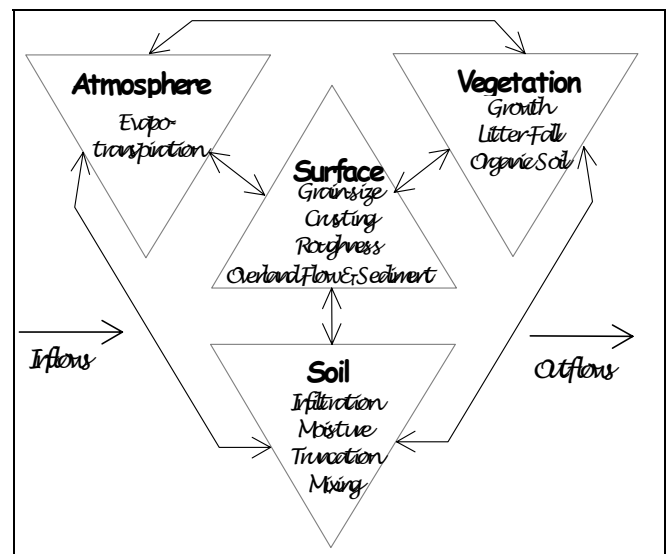 Atmosphere
Evapo-
transpiration
Vegetation
Growth
Litter-Fall
Organic Soil
Surface
Grainsize
Crusting
Roughness
Overland Flow & Sediment
Inflows
Outflows
Soil
Infiltration
Moisture
Truncation
Mixing